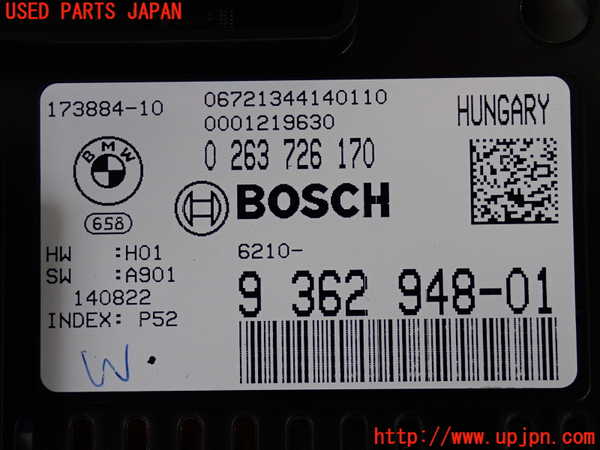 USED PARTS JAPAN
173884-10
06721344140110
0001219630
HUNGARY
0 263 726 170
BMW
BOSCH
658
HW :H01
SW :A901
140822
INDEX: P52
6210-
9 362 948-01
W.
http://www.upjpn.com